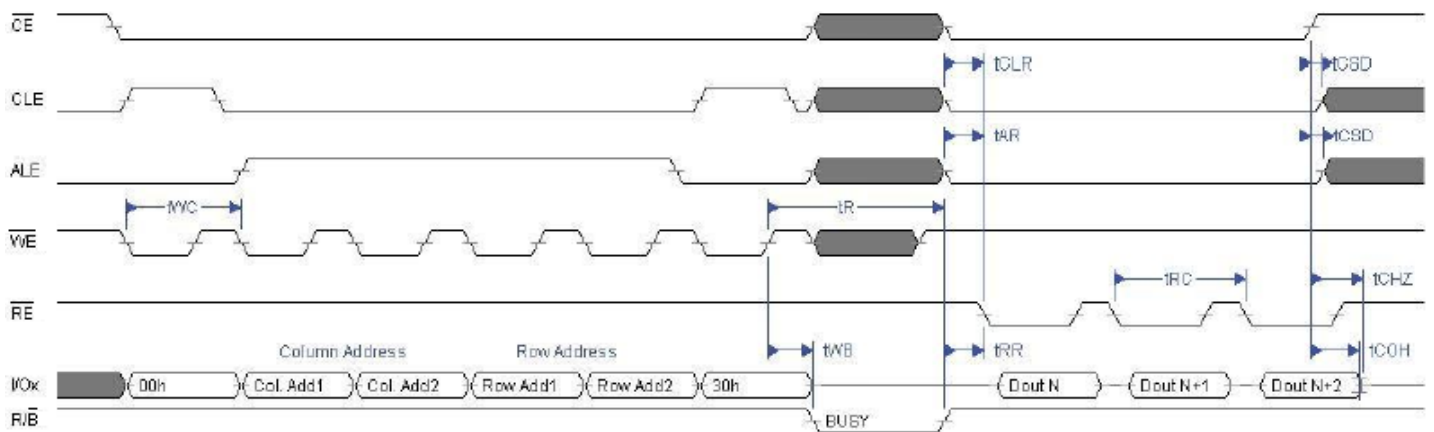 CE
tCLR
tCSD
CLE
tAR
tCSD
ALE
tWC
tR
WE
tRC
tCHZ
RE
Column Address Row Address tWB tRR tCOH
I/Ox 00h Col. Add1 Col. Add2 Row Add1 Row Add2 30h Dout N Dout N+1 Dout N+2
R/B BUSY